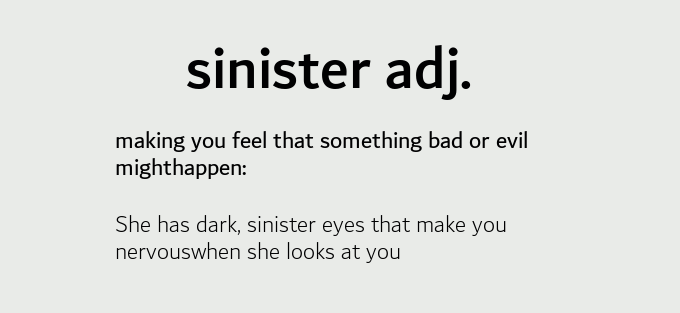 sinister adj.
making you feel that something bad or evil
mighthappen:
She has dark, sinister eyes that make you
nervouswhen she looks at you